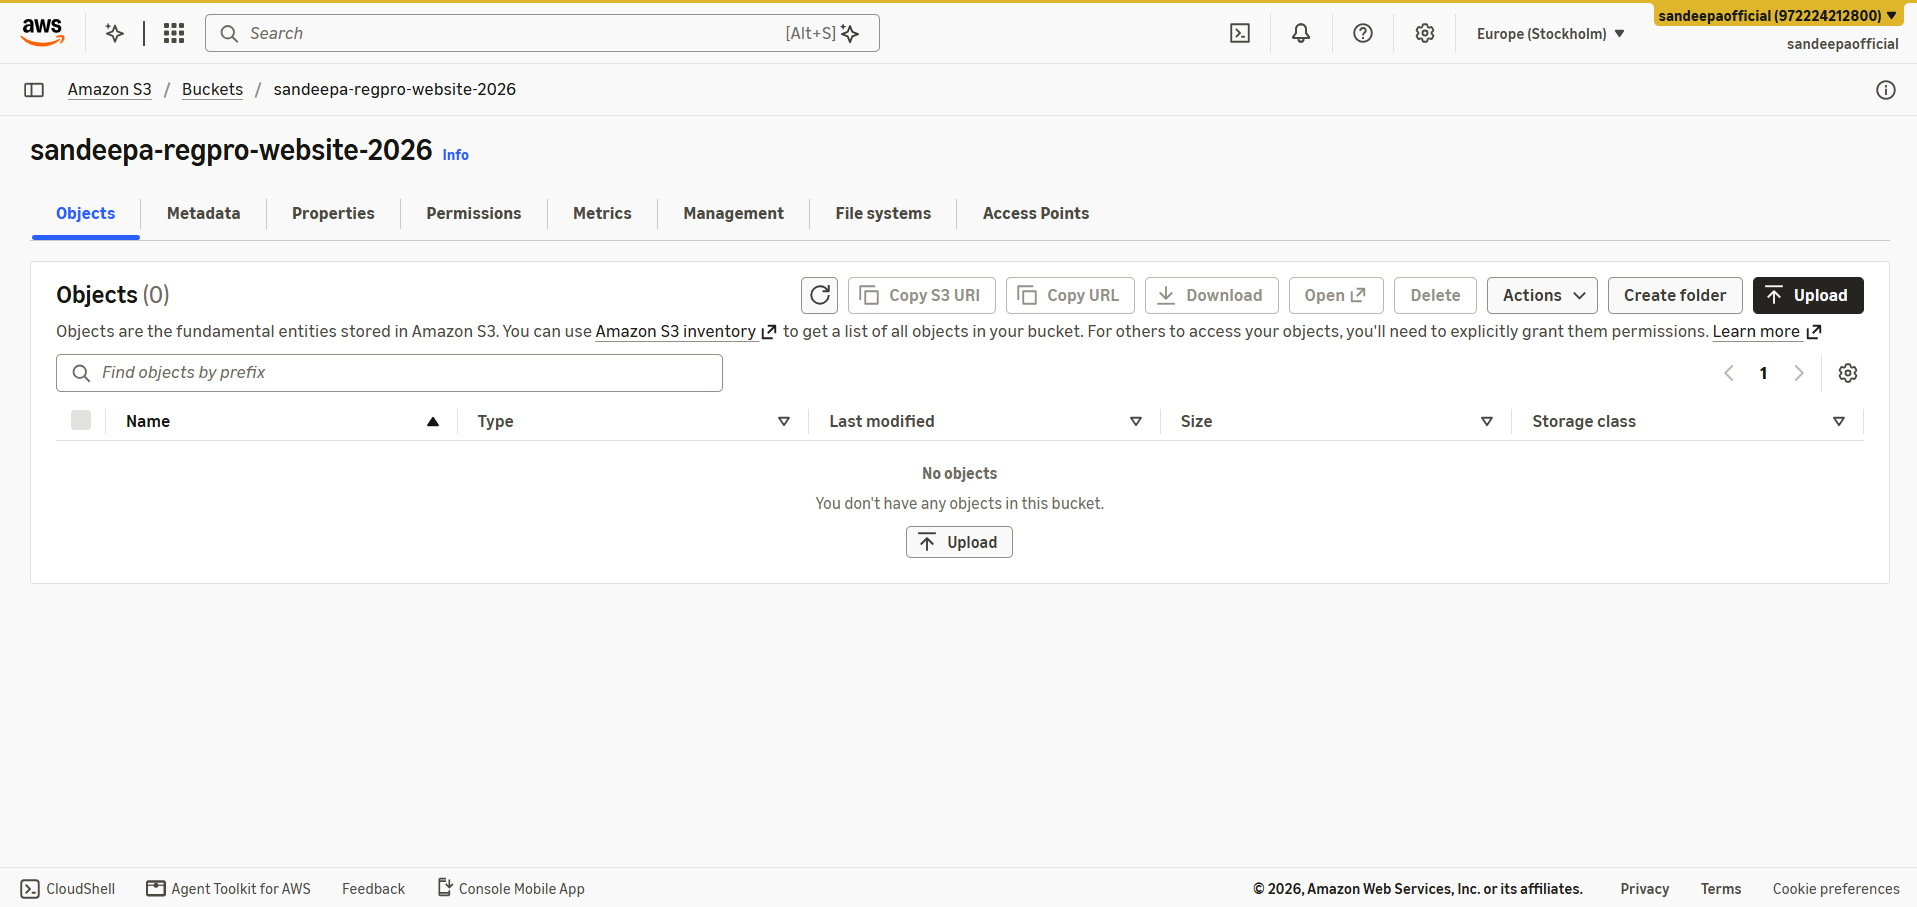 aws
Search [Alt+S]
Europe (Stockholm)
sandeepaofficial (972224212800)
sandeepaofficial
Amazon S3 / Buckets / sandeepa-regpro-website-2026
sandeepa-regpro-website-2026 Info
Objects Metadata Properties Permissions Metrics Management File systems Access Points
Objects (0) Copy S3 URI Copy URL Download Open Delete Actions Create folder Upload
Objects are the fundamental entities stored in Amazon S3. You can use Amazon S3 inventory to get a list of all objects in your bucket. For others to access your objects, you'll need to explicitly grant them permissions. Learn more
Find objects by prefix 1
Name Type Last modified Size Storage class
No objects
You don't have any objects in this bucket.
Upload
CloudShell Agent Toolkit for AWS Feedback Console Mobile App © 2026, Amazon Web Services, Inc. or its affiliates. Privacy Terms Cookie preferences